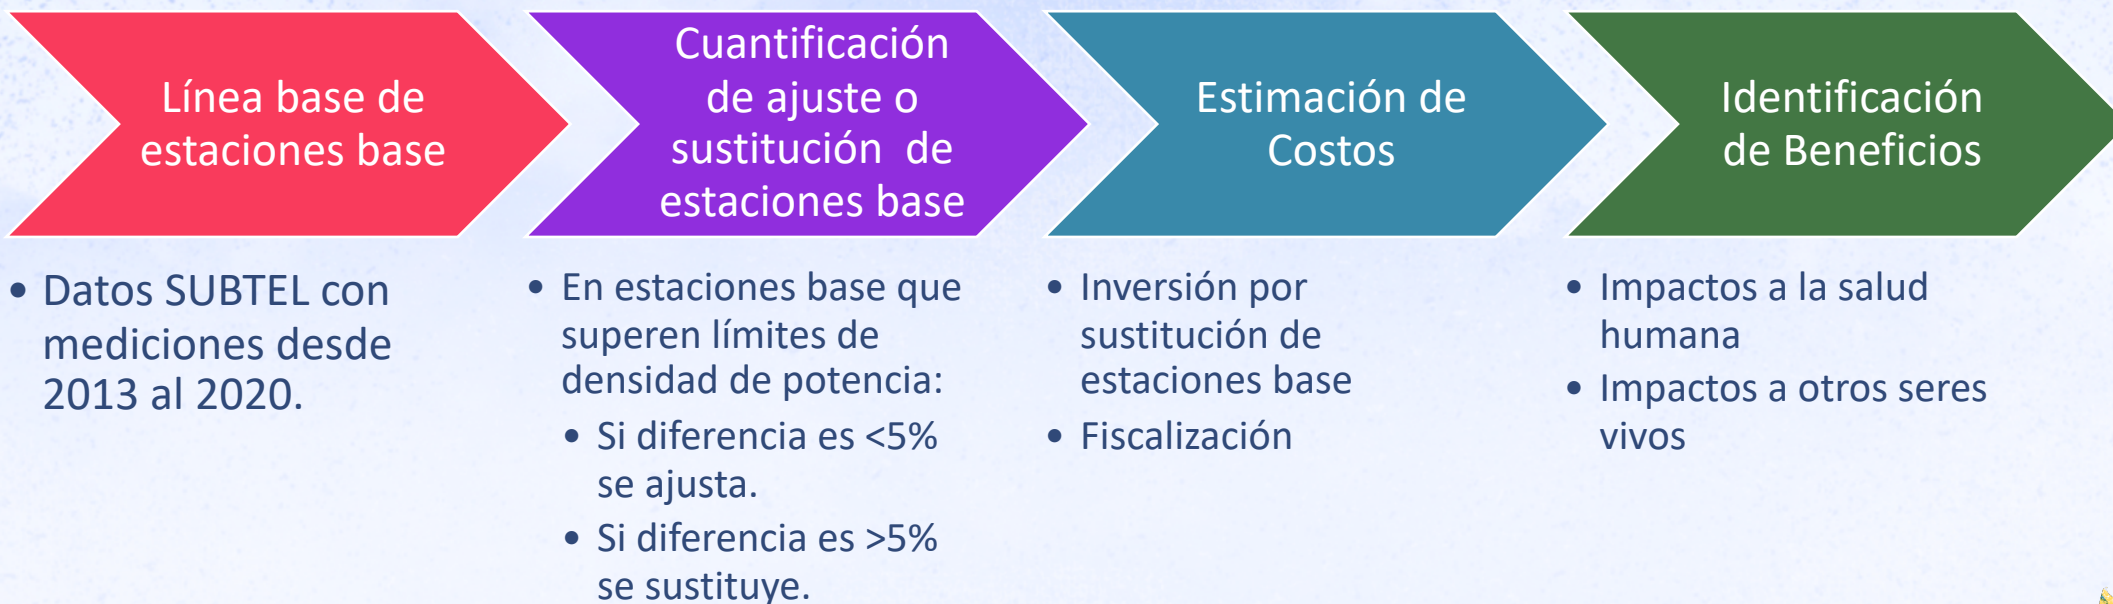 Línea base de
estaciones base
• Datos SUBTEL con
mediciones desde
2013 al 2020.
Cuantificación
de ajuste o
sustitución de
estaciones base
• En estaciones base que
superen límites de
densidad de potencia:
• Si diferencia es <5%
se ajusta.
• Si diferencia es >5%
se sustituye.
Estimación de
Costos
• Inversión por
sustitución de
estaciones base
• Fiscalización
Identificación
de Beneficios
• Impactos a la salud
humana
• Impactos a otros seres
vivos